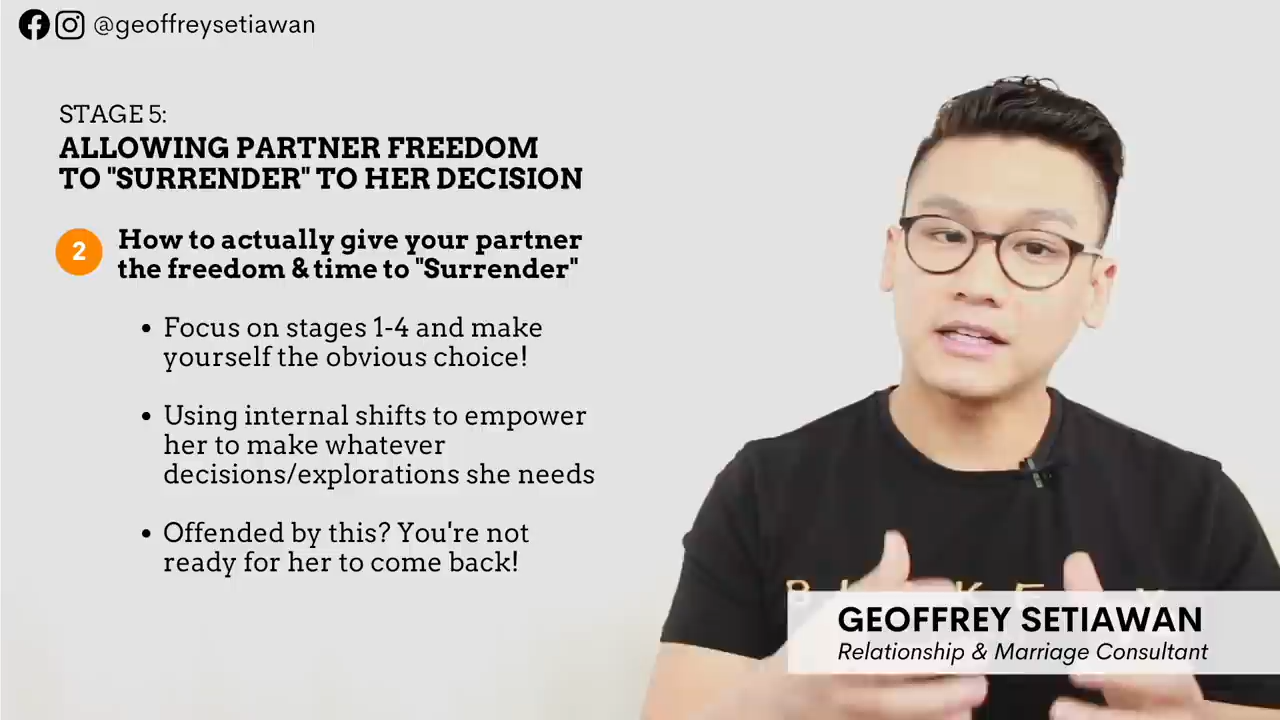 @geoffreysetiawan
STAGE 5:
ALLOWING PARTNER FREEDOM
TO "SURRENDER" TO HER DECISION
2
How to actually give your partner
the freedom & time to "Surrender"
• Focus on stages 1-4 and make
yourself the obvious choice!
• Using internal shifts to empower
her to make whatever
decisions/explorations she needs
• Offended by this? You're not
ready for her to come back!
GEOFFREY SETIAWAN
Relationship & Marriage Consultant